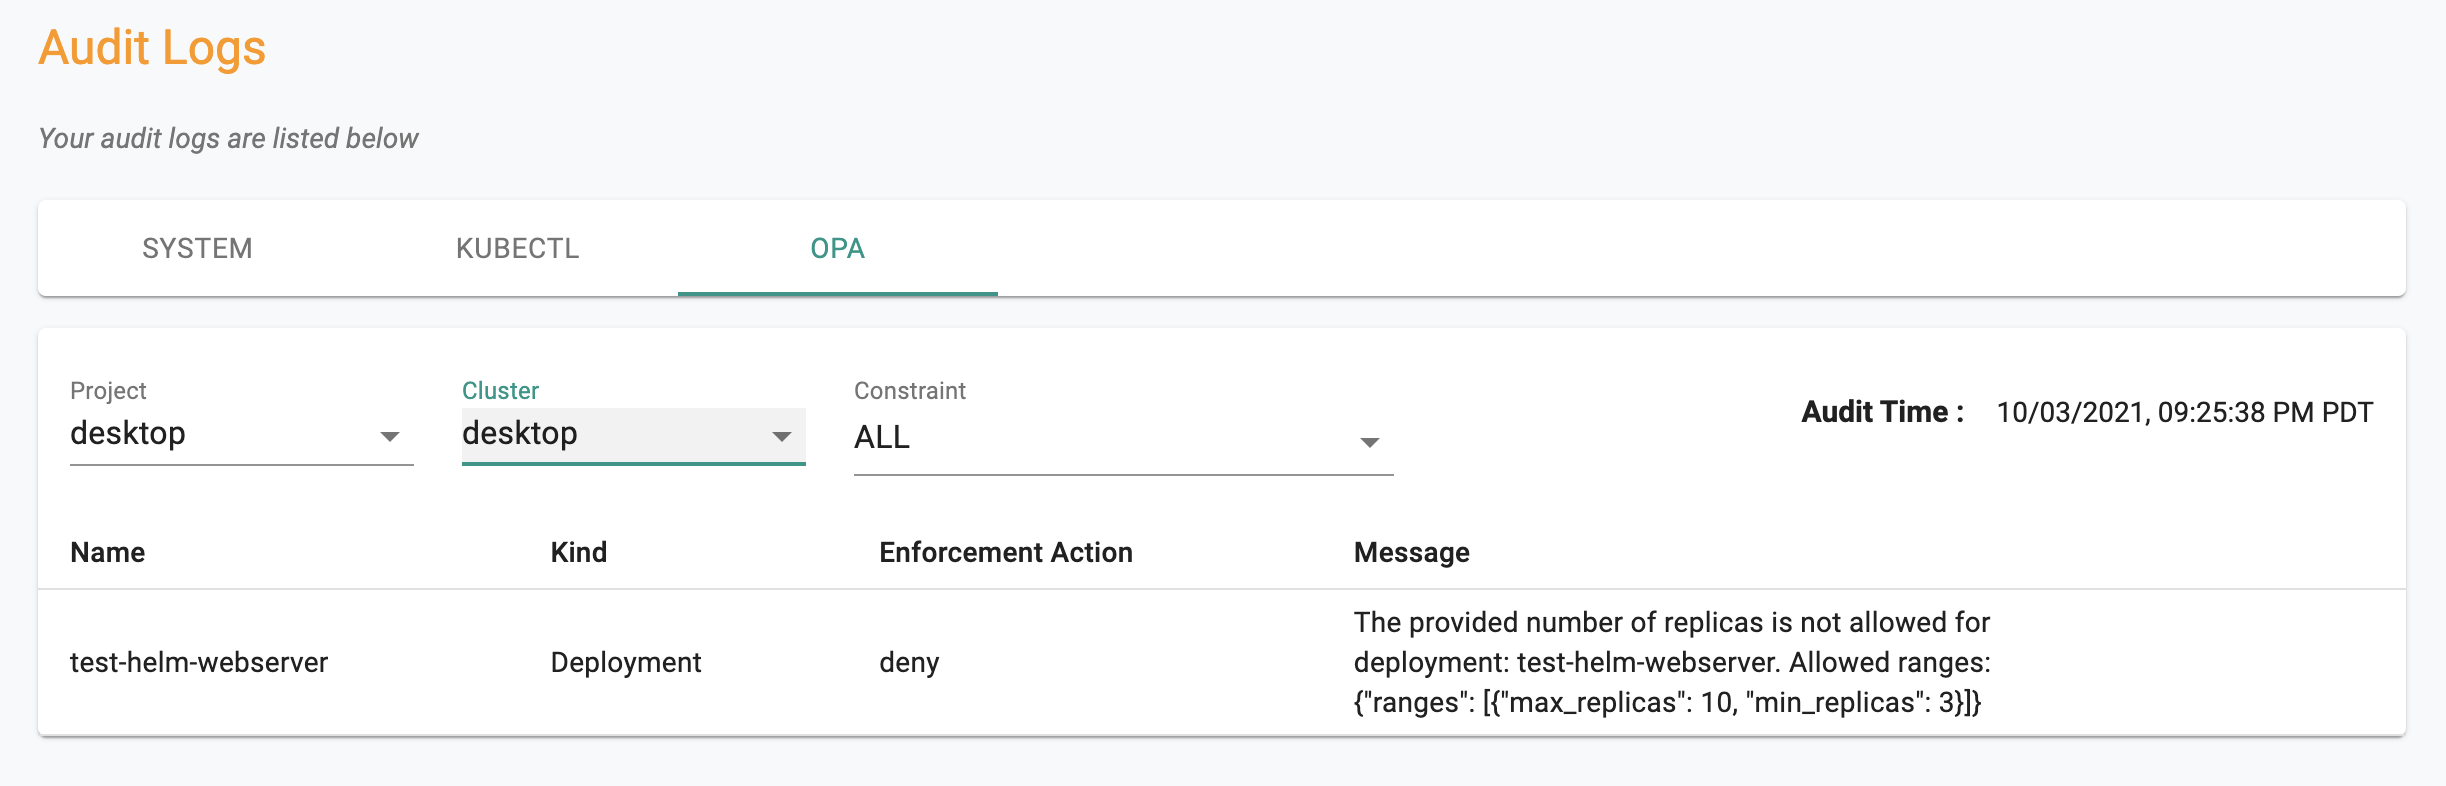 Audit Logs
Your audit logs are listed below
SYSTEM KUBECTL OPA
Project Cluster Constraint
desktop desktop ALL
Audit Time : 10/03/2021, 09:25:38 PM PDT
Name Kind Enforcement Action Message
The provided number of replicas is not allowed for
test-helm-webserver Deployment deny deployment: test-helm-webserver. Allowed ranges:
{"ranges": [{"max_replicas": 10, "min_replicas": 3}]}